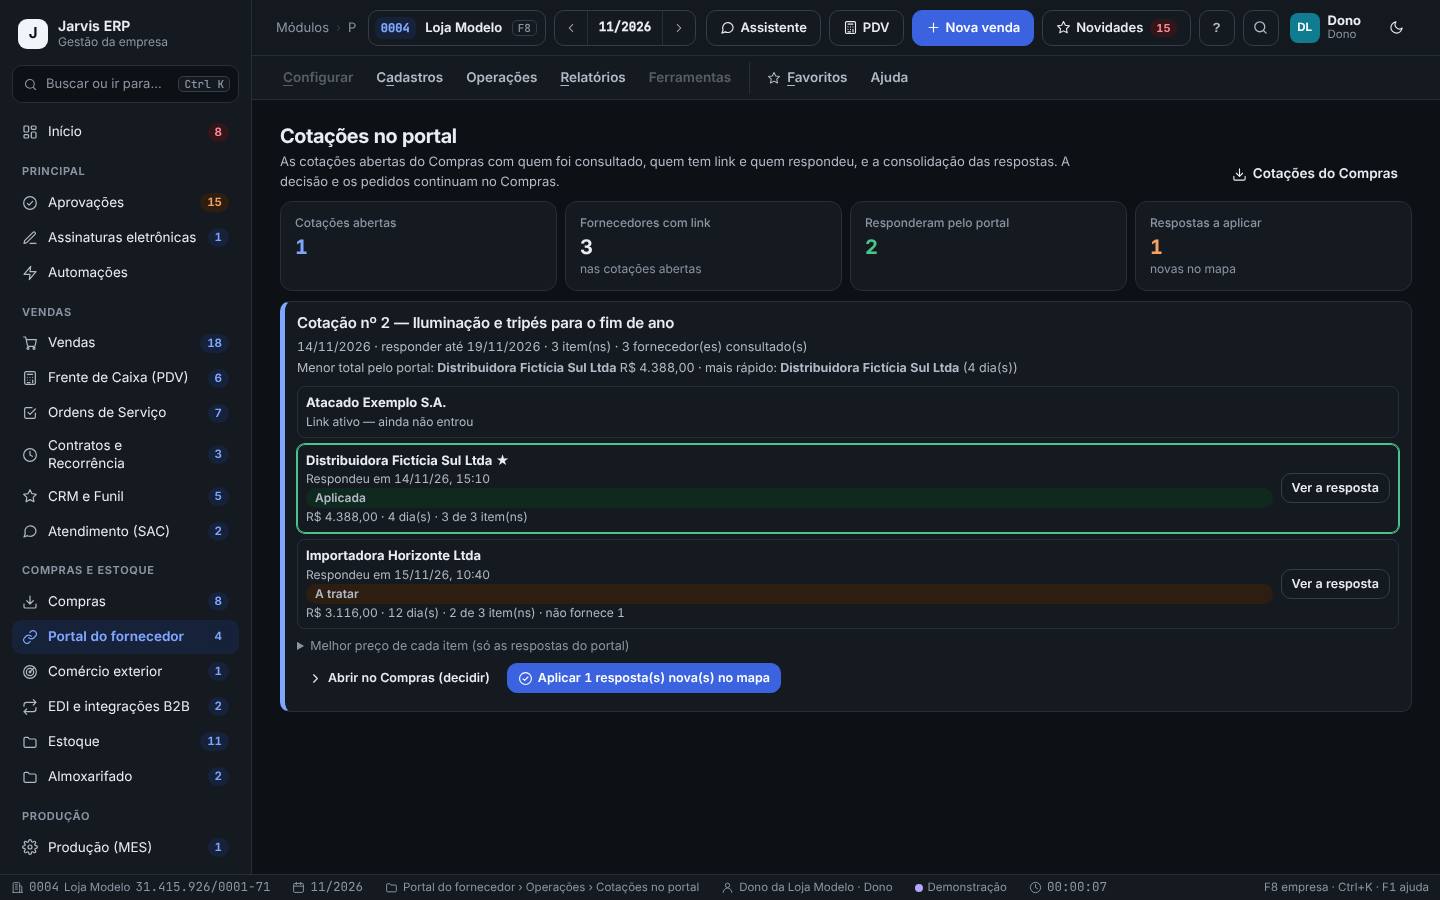 J
Jarvis ERP
Gestão da empresa
Buscar ou ir para... Ctrl K
Início 8
PRINCIPAL
Aprovações 15
Assinaturas eletrônicas 1
Automações
VENDAS
Vendas 18
Frente de Caixa (PDV) 6
Ordens de Serviço 7
Contratos e
Recorrência 3
CRM e Funil 5
Atendimento (SAC) 2
COMPRAS E ESTOQUE
Compras 8
Portal do fornecedor 4
Comércio exterior 1
EDI e integrações B2B 2
Estoque 11
Almoxarifado 2
PRODUÇÃO
Produção (MES) 1
Módulos › P 0004 Loja Modelo F8 ‹ 11/2026 › Assistente PDV + Nova venda Novidades 15 ? DL Dono
Dono
Configurar Cadastros Operações Relatórios Ferramentas Favoritos Ajuda
Cotações no portal
As cotações abertas do Compras com quem foi consultado, quem tem link e quem respondeu, e a consolidação das respostas. A
decisão e os pedidos continuam no Compras.
Cotações do Compras
Cotações abertas
1
Fornecedores com link
3
nas cotações abertas
Responderam pelo portal
2
Respostas a aplicar
1
novas no mapa
Cotação nº 2 — Iluminação e tripés para o fim de ano
14/11/2026 · responder até 19/11/2026 · 3 item(ns) · 3 fornecedor(es) consultado(s)
Menor total pelo portal: Distribuidora Fictícia Sul Ltda R$ 4.388,00 · mais rápido: Distribuidora Fictícia Sul Ltda (4 dia(s))
Atacado Exemplo S.A.
Link ativo — ainda não entrou
Distribuidora Fictícia Sul Ltda ★
Respondeu em 14/11/26, 15:10
Aplicada
R$ 4.388,00 · 4 dia(s) · 3 de 3 item(ns)
Ver a resposta
Importadora Horizonte Ltda
Respondeu em 15/11/26, 10:40
A tratar
R$ 3.116,00 · 12 dia(s) · 2 de 3 item(ns) · não fornece 1
Ver a resposta
▶ Melhor preço de cada item (só as respostas do portal)
Abrir no Compras (decidir) Aplicar 1 resposta(s) nova(s) no mapa
0004 Loja Modelo 31.415.926/0001-71 11/2026 Portal do fornecedor › Operações › Cotações no portal Dono da Loja Modelo · Dono Demonstração 00:00:07 F8 empresa · Ctrl+K · F1 ajuda